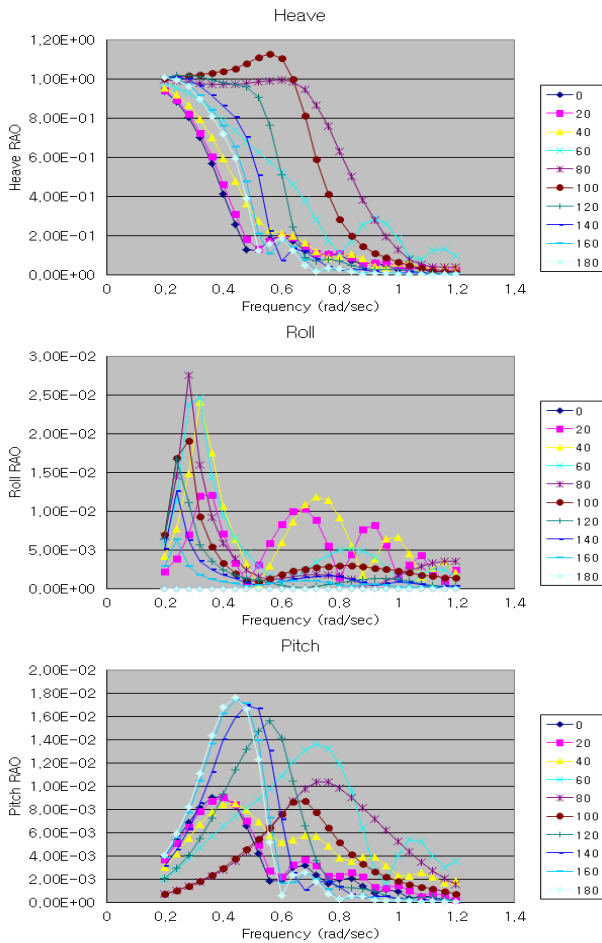 Heave
1,20E+00
1,00E+00
8,00E-01
6,00E-01
4,00E-01
2,00E-01
0,00E+00
Heave RAO
0 0,2 0,4 0,6 0,8 1 1,2 1,4
Frequency (rad/sec)
0
20
40
60
80
100
120
140
160
180
Roll
3,00E-02
2,50E-02
2,00E-02
1,50E-02
1,00E-02
5,00E-03
0,00E+00
Roll RAO
0 0,2 0,4 0,6 0,8 1 1,2 1,4
Frequency (rad/sec)
0
20
40
60
80
100
120
140
160
180
Pitch
2,00E-02
1,80E-02
1,60E-02
1,40E-02
1,20E-02
1,00E-02
8,00E-03
6,00E-03
4,00E-03
2,00E-03
0,00E+00
Pitch RAO
0 0,2 0,4 0,6 0,8 1 1,2 1,4
Frequency (rad/sec)
0
20
40
60
80
100
120
140
160
180